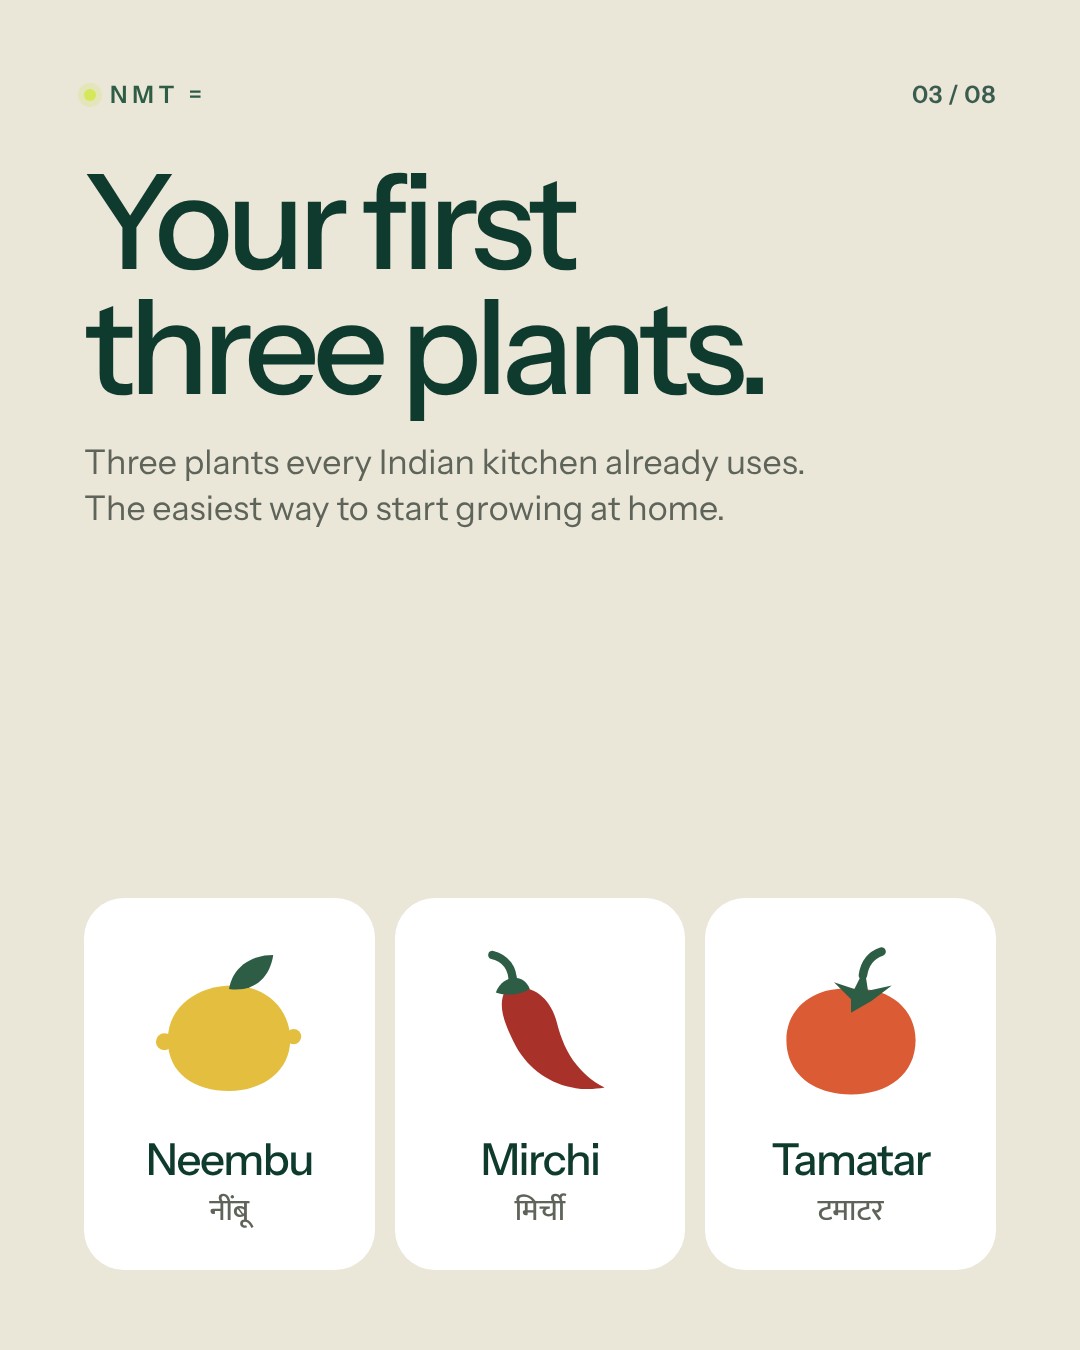 NMT =
03 / 08
Your first
three plants.
Three plants every Indian kitchen already uses.
The easiest way to start growing at home.
Neembu
नींबू
Mirchi
मिर्ची
Tamatar
टमाटर